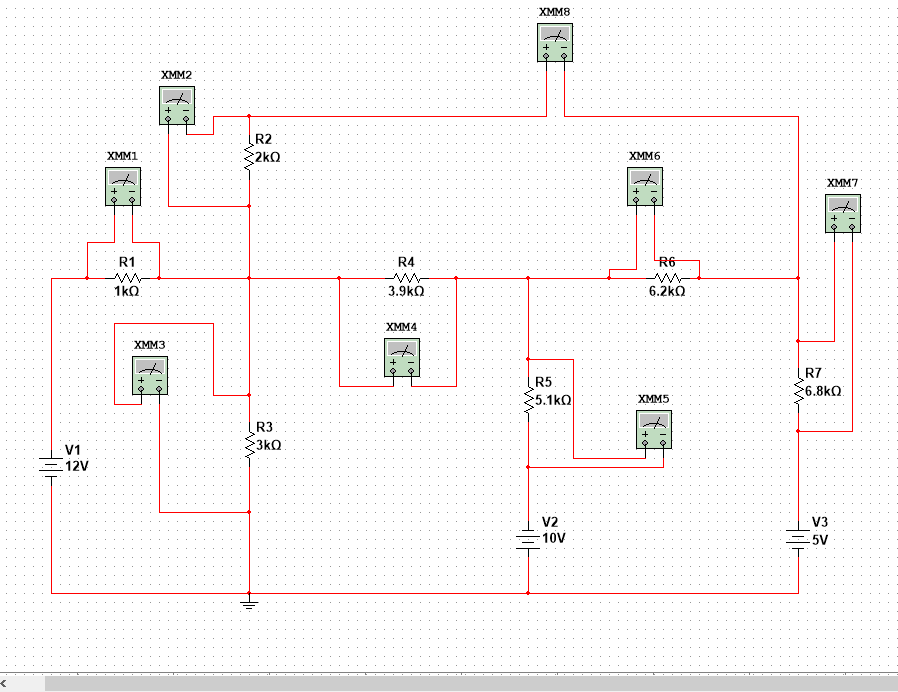 XMM8
XMM2
R2
2kΩ
XMM1
XMM6
XMM7
R1
1kΩ
R4
3.9kΩ
R6
6.2kΩ
XMM3
XMM4
R5
5.1kΩ
R7
6.8kΩ
XMM5
R3
3kΩ
V1
12V
V2
10V
V3
5V